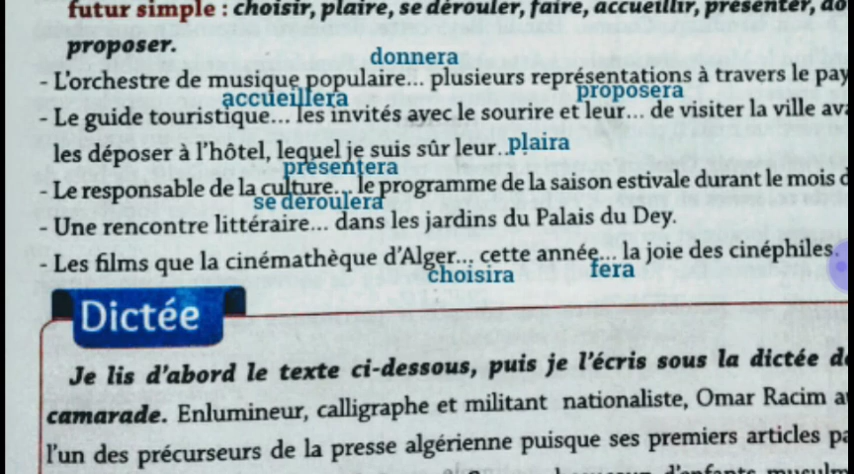 futur simple : choisir, plaire, se dérouler, faire, accueillir, présenter, do
proposer.
donnera
- L'orchestre de musique populaire... plusieurs représentations à travers le pay
accueillera proposera
- Le guide touristique... les invités avec le sourire et leur... de visiter la ville ava
les déposer à l'hôtel, lequel je suis sûr leur.. plaira
présentera
- Le responsable de la culture... le programme de la saison estivale durant le mois d
se déroulera
- Une rencontre littéraire... dans les jardins du Palais du Dey.
- Les films que la cinémathèque d'Alger... cette année... la joie des cinéphiles.
choisira fera
Dictée
Je lis d'abord le texte ci-dessous, puis je l'écris sous la dictée d
camarade. Enlumineur, calligraphe et militant nationaliste, Omar Racim a
l'un des précurseurs de la presse algérienne puisque ses premiers articles pa
d'enfants musulm